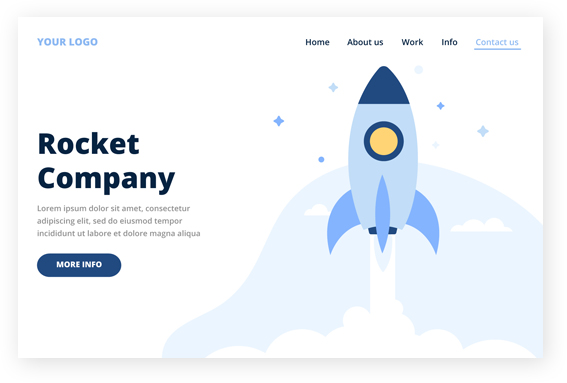 YOUR LOGO
Home About us Work Info Contact us
Rocket
Company
Lorem ipsum dolor sit amet, consectetur
adipiscing elit, sed do eiusmod tempor
incididunt ut labore et dolore magna aliqua
MORE INFO